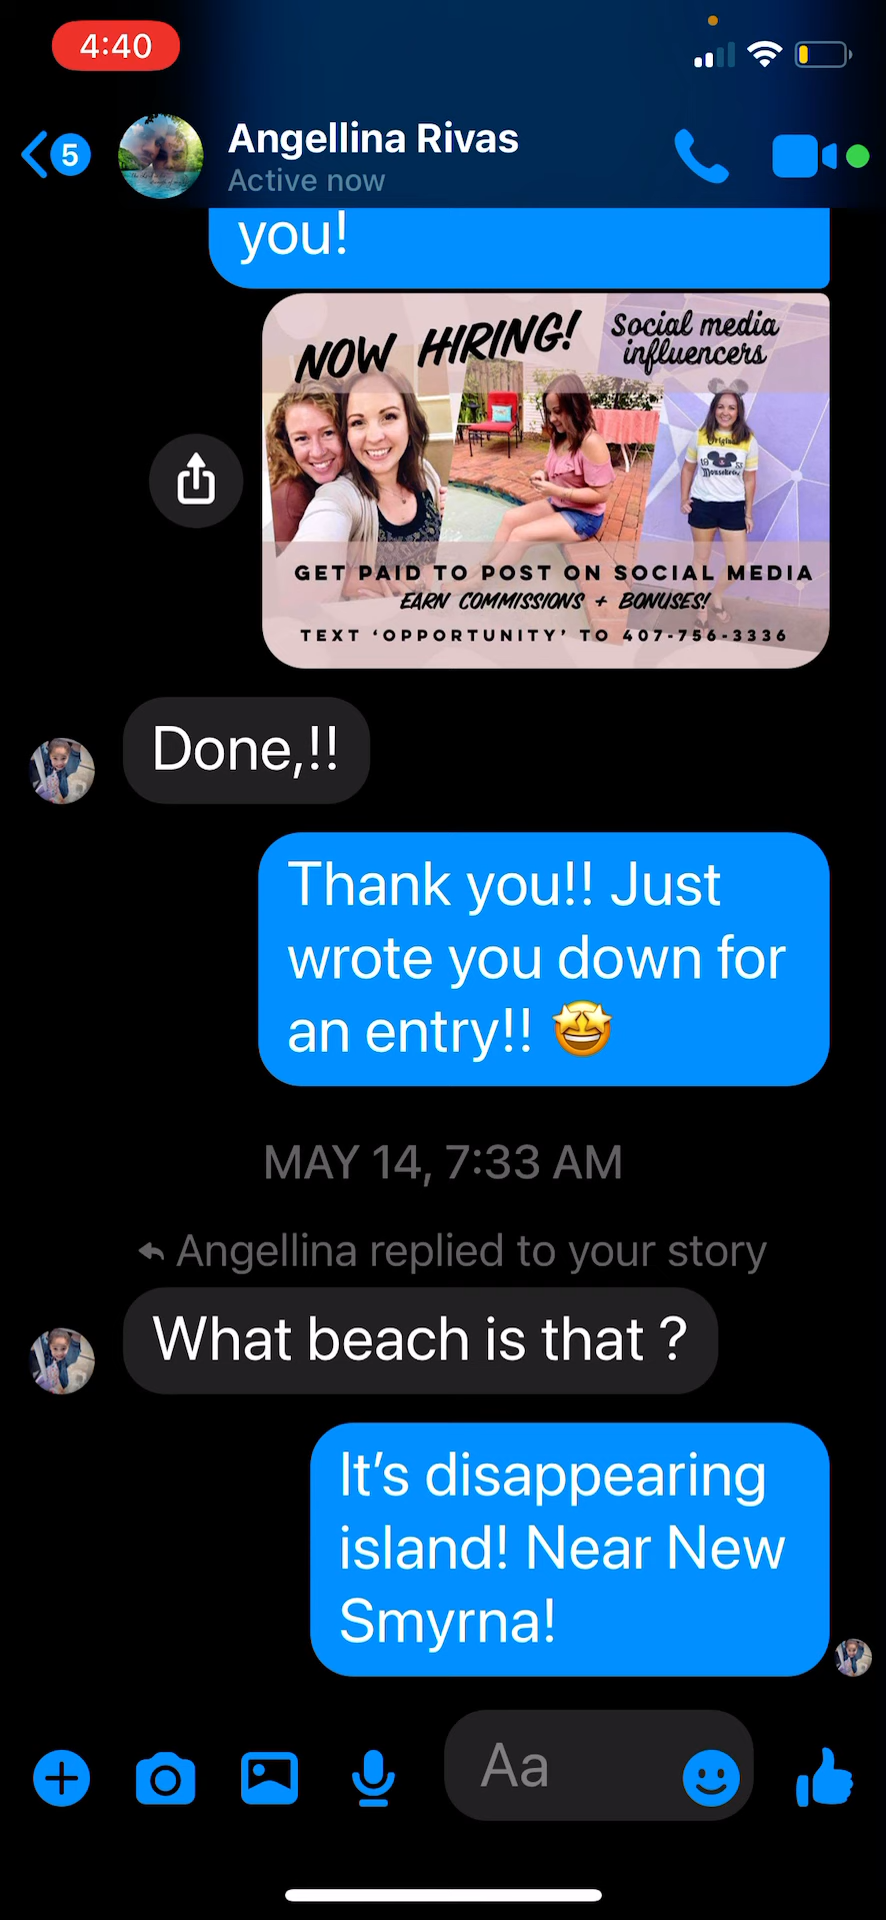 4:40
5
Angellina Rivas
Active now
you!
NOW HIRING!
Social media
influencers
GET PAID TO POST ON SOCIAL MEDIA
EARN COMMISSIONS + BONUSES!
TEXT ‘OPPORTUNITY’ TO 407-756-3336
Done,!!
Thank you!! Just
wrote you down for
an entry!! 🤩
MAY 14, 7:33 AM
Angellina replied to your story
What beach is that ?
It’s disappearing
island! Near New
Smyrna!
Aa